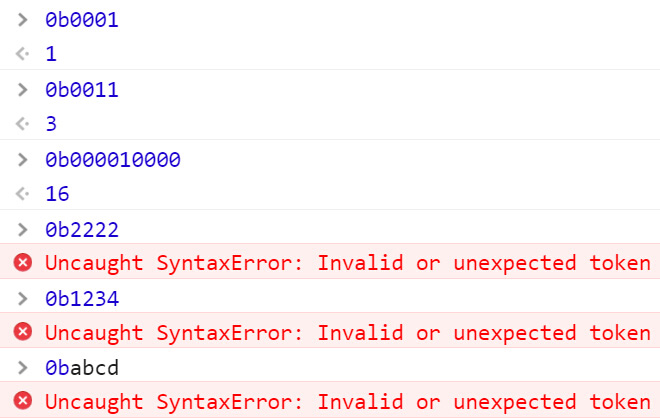 0b0001
1
0b0011
3
0b000010000
16
0b2222
Uncaught SyntaxError: Invalid or unexpected token
0b1234
Uncaught SyntaxError: Invalid or unexpected token
0babcd
Uncaught SyntaxError: Invalid or unexpected token